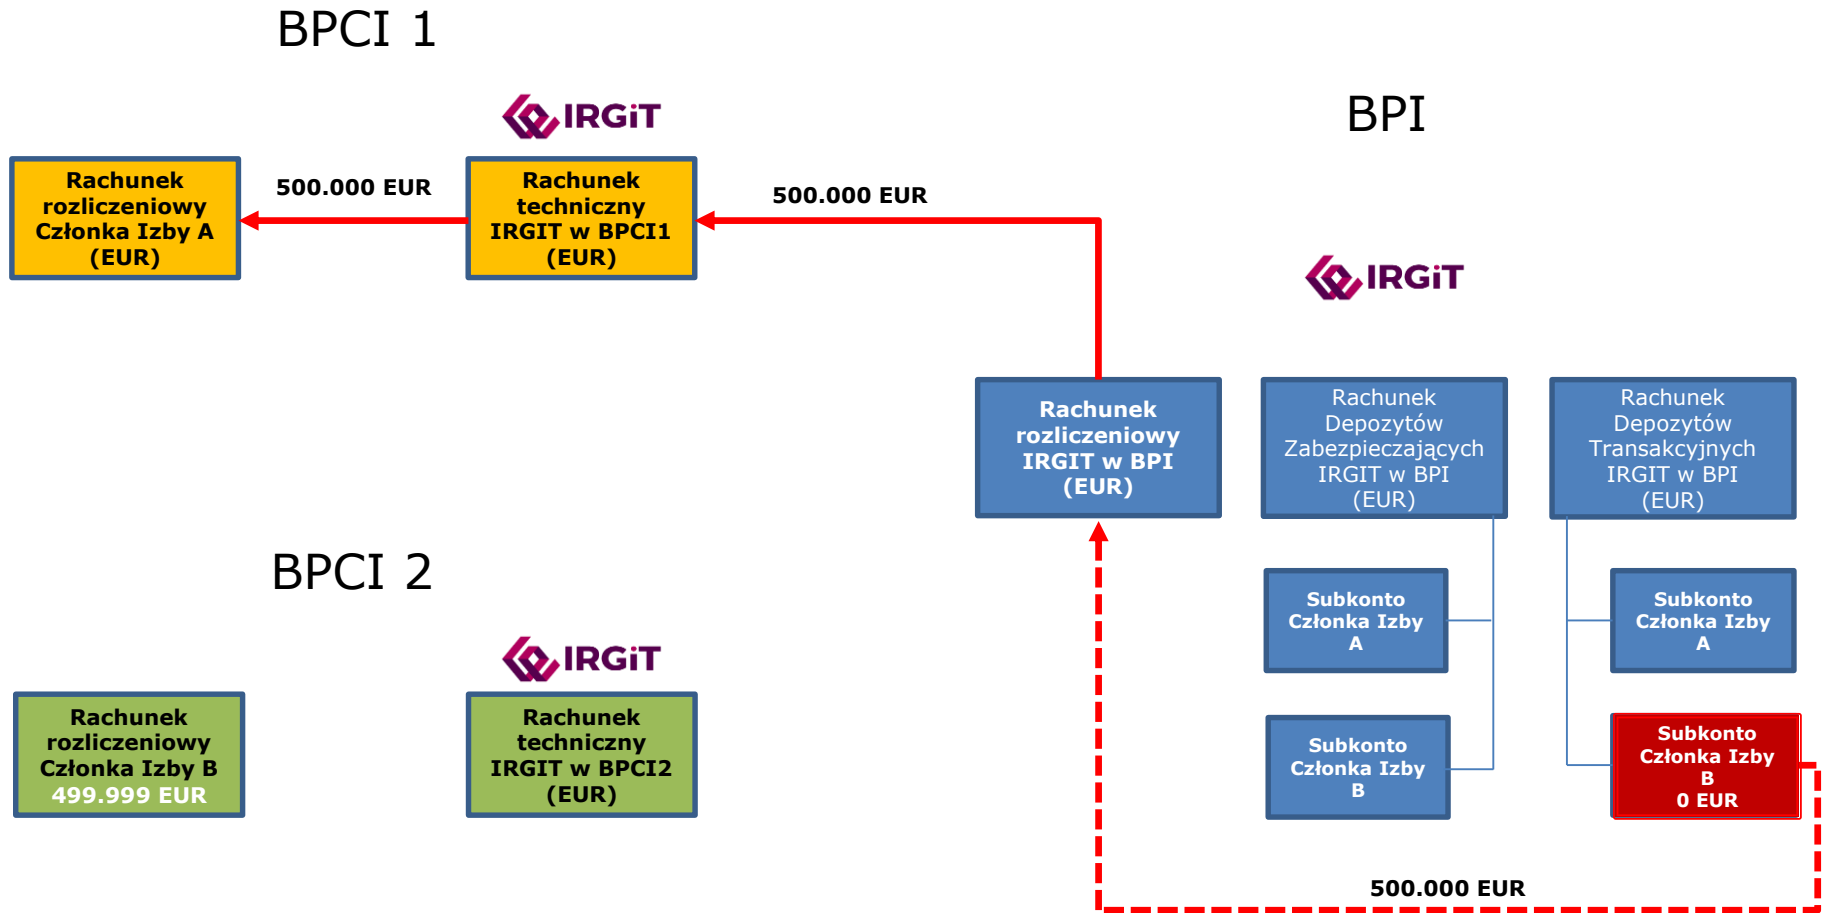 BPCI 1
IRGiT
BPI
Rachunek
rozliczeniowy
Członka Izby A
(EUR)
500.000 EUR
Rachunek
techniczny
IRGIT w BPCI1
(EUR)
500.000 EUR
IRGiT
Rachunek
rozliczeniowy
IRGIT w BPI
(EUR)
Rachunek
Depozytów
Zabezpieczających
IRGIT w BPI
(EUR)
Rachunek
Depozytów
Transakcyjnych
IRGIT w BPI
(EUR)
BPCI 2
IRGiT
Subkonto
Członka Izby
A
Subkonto
Członka Izby
A
Rachunek
rozliczeniowy
Członka Izby B
499.999 EUR
Rachunek
techniczny
IRGIT w BPCI2
(EUR)
Subkonto
Członka Izby
B
Subkonto
Członka Izby
B
0 EUR
500.000 EUR